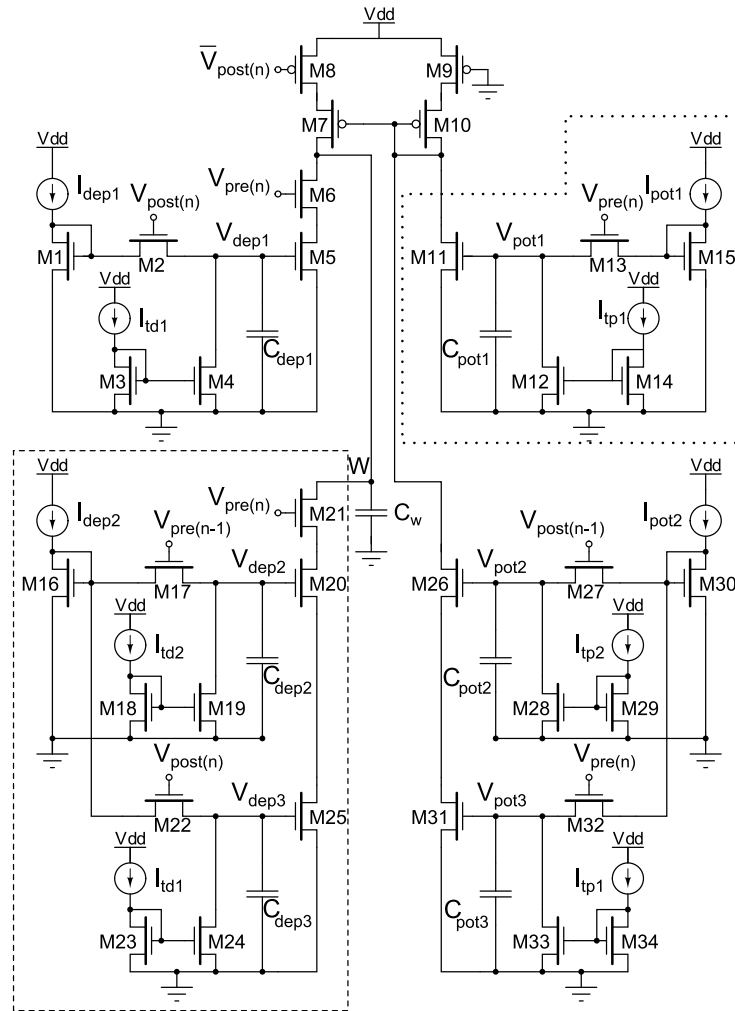 Vdd
V̅post(n)
M8
M9
M7
M10
Vdd
Idep1
Vpost(n)
Vpre(n)
M6
Vpre(n)
Ipot1
Vdd
M1
M2
Vdep1
M5
M11
Vpot1
M13
M15
Vdd
Itd1
Cdep1
Cpot1
Vdd
Itp1
M3
M4
M12
M14
Vdd
Idep2
Vpre(n-1)
Vpre(n)
M21
W
Cw
Vpost(n-1)
Vdd
Ipot2
M16
M17
Vdep2
M20
M26
Vpot2
M27
M30
Vdd
Itd2
Cdep2
Cpot2
Vdd
Itp2
M18
M19
M28
M29
Vpost(n)
Vpre(n)
M22
Vdep3
M25
M31
Vpot3
M32
Vdd
Itd1
Cdep3
Cpot3
Vdd
Itp1
M23
M24
M33
M34